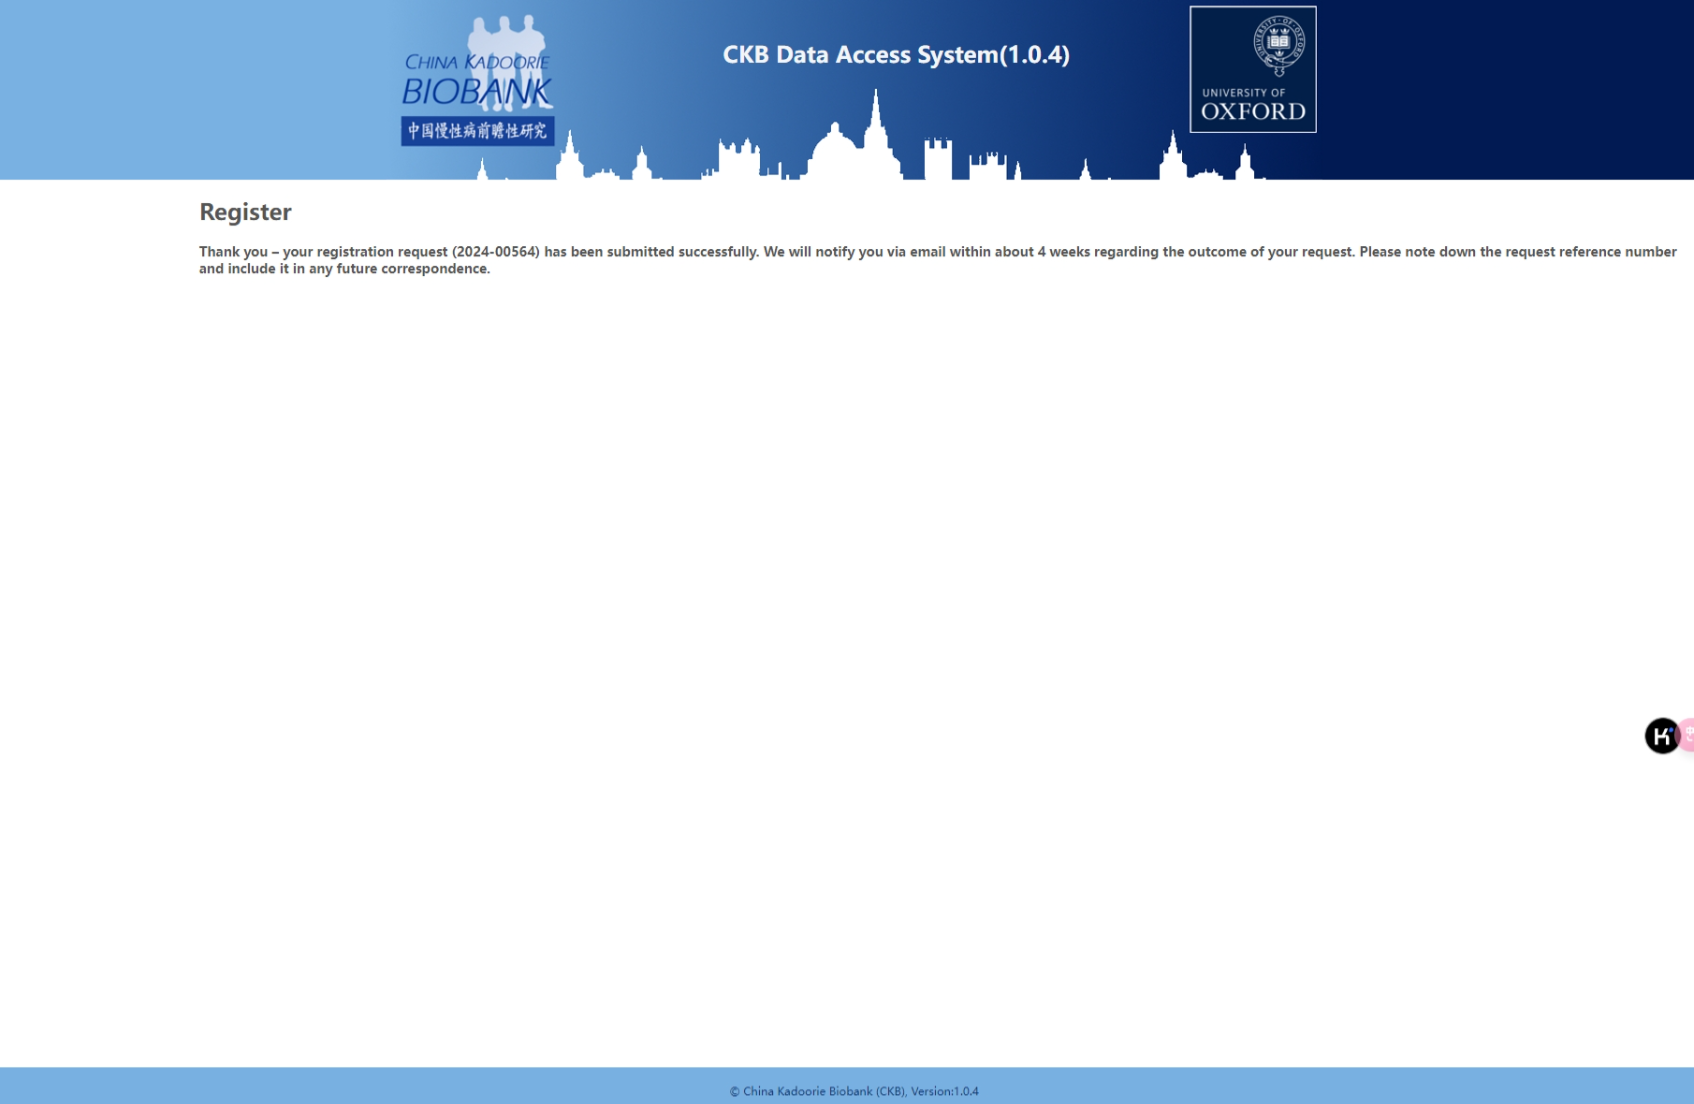 CHINA KADOORIE
BIOBANK
中国慢性病前瞻性研究
CKB Data Access System(1.0.4)
UNIVERSITY OF
OXFORD
Register
Thank you – your registration request (2024-00564) has been submitted successfully. We will notify you via email within about 4 weeks regarding the outcome of your request. Please note down the request reference number
and include it in any future correspondence.
K
© China Kadoorie Biobank (CKB), Version:1.0.4